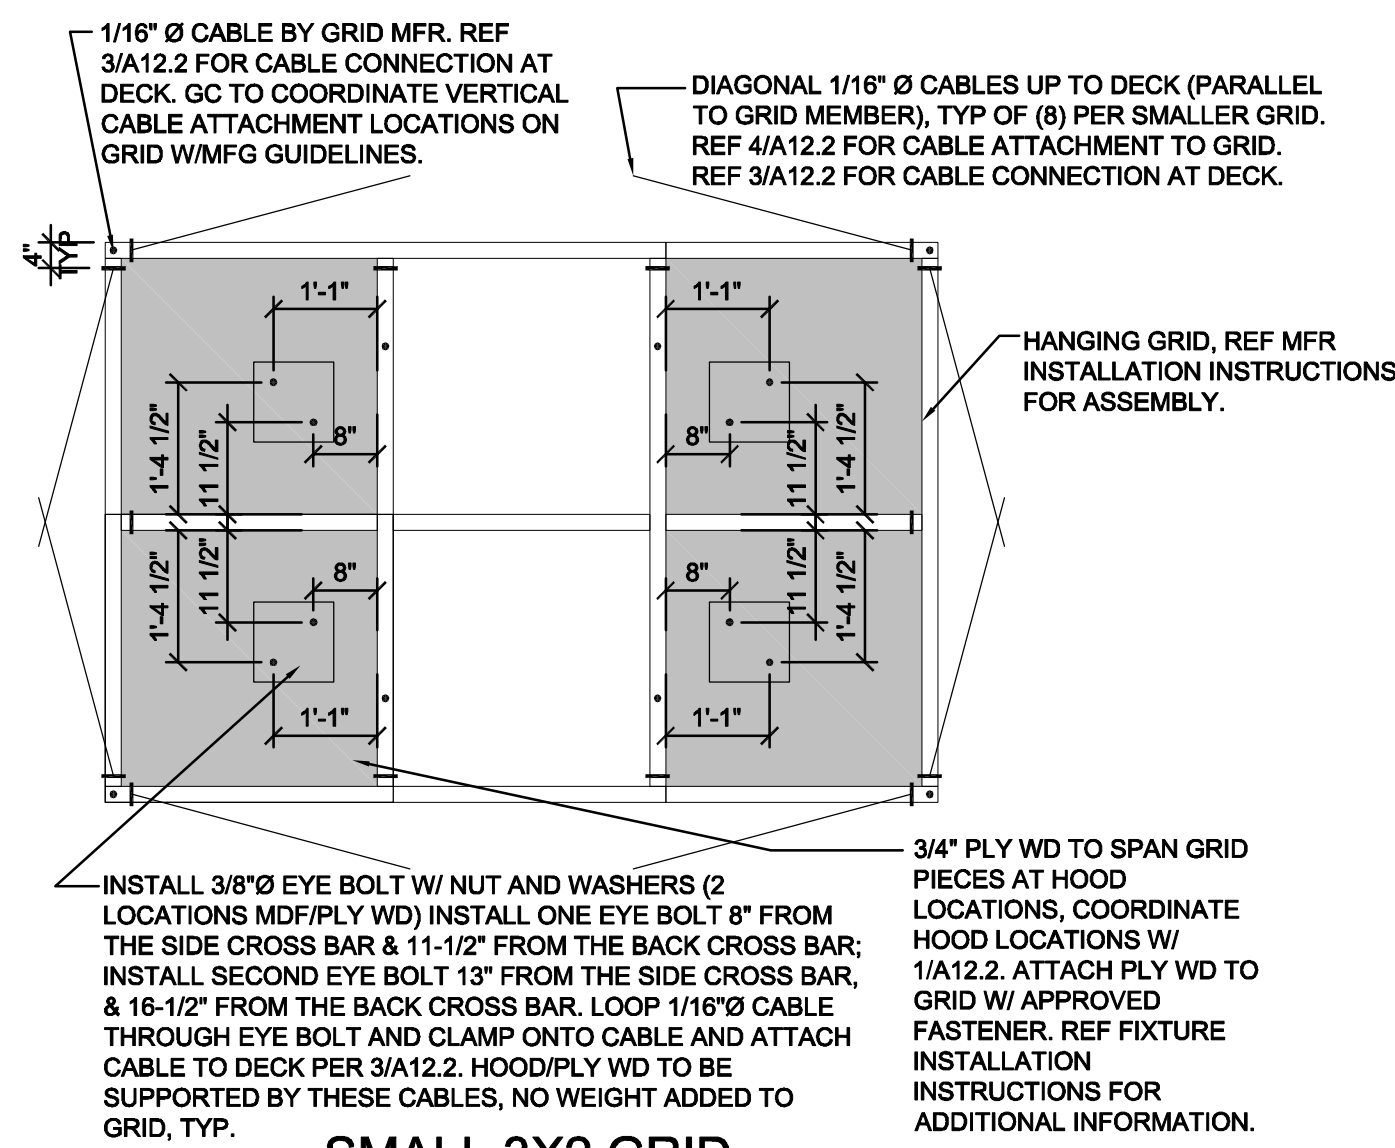 1/16" Ø CABLE BY GRID MFR. REF
3/A12.2 FOR CABLE CONNECTION AT
DECK. GC TO COORDINATE VERTICAL
CABLE ATTACHMENT LOCATIONS ON
GRID W/MFG GUIDELINES.
DIAGONAL 1/16" Ø CABLES UP TO DECK (PARALLEL
TO GRID MEMBER), TYP OF (8) PER SMALLER GRID.
REF 4/A12.2 FOR CABLE ATTACHMENT TO GRID.
REF 3/A12.2 FOR CABLE CONNECTION AT DECK.
4"
TYP
1'-1"
1'-1"
HANGING GRID, REF MFR
INSTALLATION INSTRUCTIONS
FOR ASSEMBLY.
1'-4 1/2"
11 1/2"
8"
8"
11 1/2"
1'-4 1/2"
1'-4 1/2"
11 1/2"
8"
8"
11 1/2"
1'-4 1/2"
1'-1"
1'-1"
INSTALL 3/8"Ø EYE BOLT W/ NUT AND WASHERS (2
LOCATIONS MDF/PLY WD) INSTALL ONE EYE BOLT 8" FROM
THE SIDE CROSS BAR & 11-1/2" FROM THE BACK CROSS BAR;
INSTALL SECOND EYE BOLT 13" FROM THE SIDE CROSS BAR,
& 16-1/2" FROM THE BACK CROSS BAR. LOOP 1/16"Ø CABLE
THROUGH EYE BOLT AND CLAMP ONTO CABLE AND ATTACH
CABLE TO DECK PER 3/A12.2. HOOD/PLY WD TO BE
SUPPORTED BY THESE CABLES, NO WEIGHT ADDED TO
GRID, TYP.
3/4" PLY WD TO SPAN GRID
PIECES AT HOOD
LOCATIONS, COORDINATE
HOOD LOCATIONS W/
1/A12.2. ATTACH PLY WD TO
GRID W/ APPROVED
FASTENER. REF FIXTURE
INSTALLATION
INSTRUCTIONS FOR
ADDITIONAL INFORMATION.
SMALL GRID